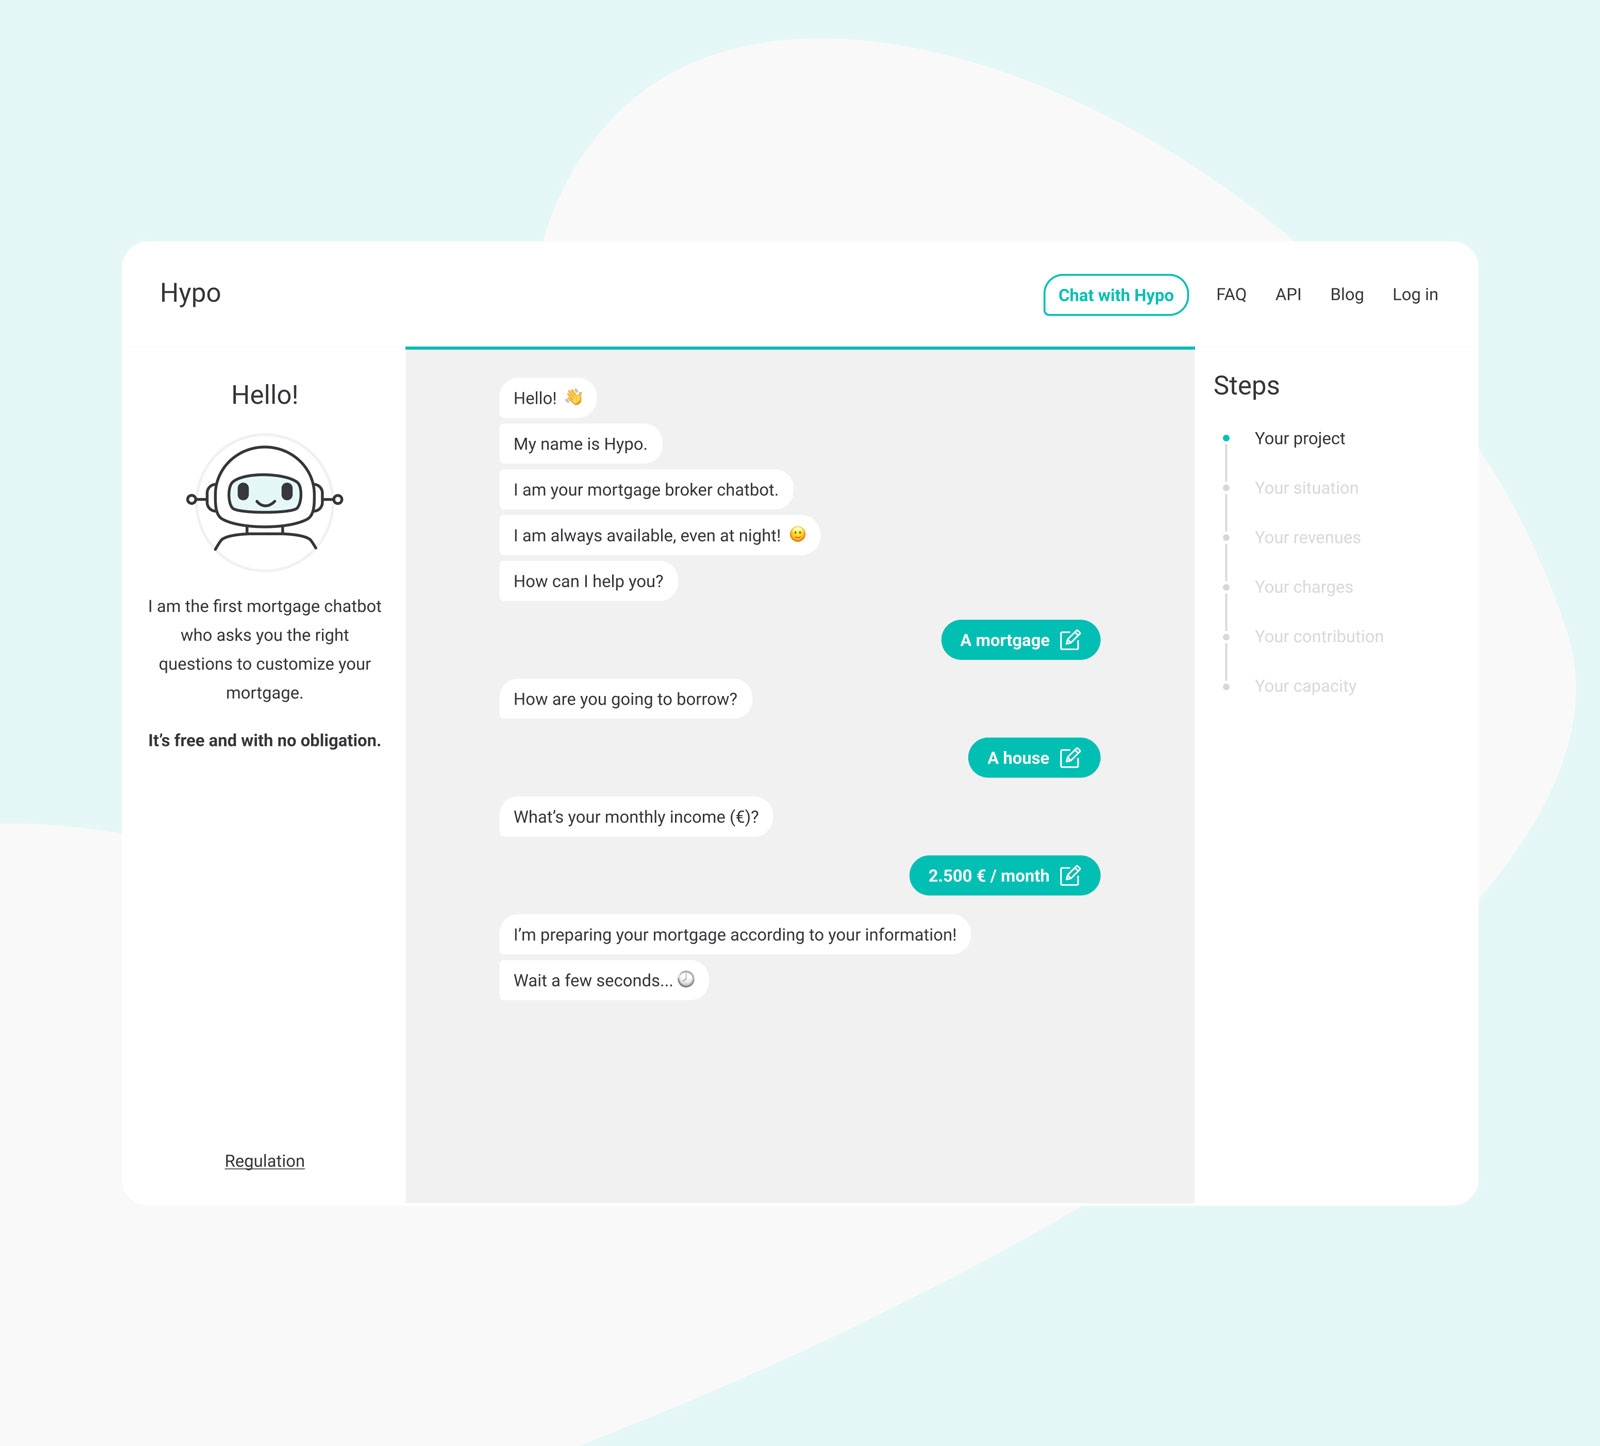 Hypo
Chat with Hypo
FAQ
API
Blog
Log in
Hello!
I am the first mortgage chatbot
who asks you the right
questions to customize your
mortgage.
It’s free and with no obligation.
Regulation
Hello! 👋
My name is Hypo.
I am your mortgage broker chatbot.
I am always available, even at night! 🙂
How can I help you?
A mortgage
How are you going to borrow?
A house
What’s your monthly income (€)?
2.500 € / month
I’m preparing your mortgage according to your information!
Wait a few seconds... 🕗
Steps
Your project
Your situation
Your revenues
Your charges
Your contribution
Your capacity